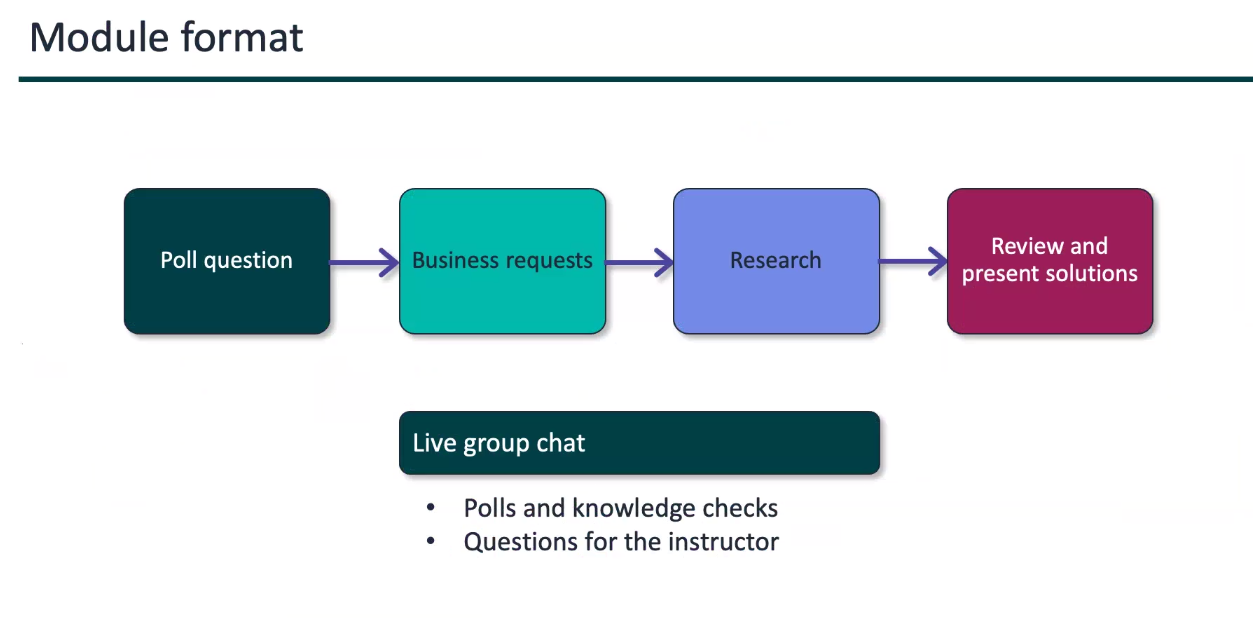 Module format
Poll question
Business requests
Research
Review and
present solutions
Live group chat
• Polls and knowledge checks
• Questions for the instructor